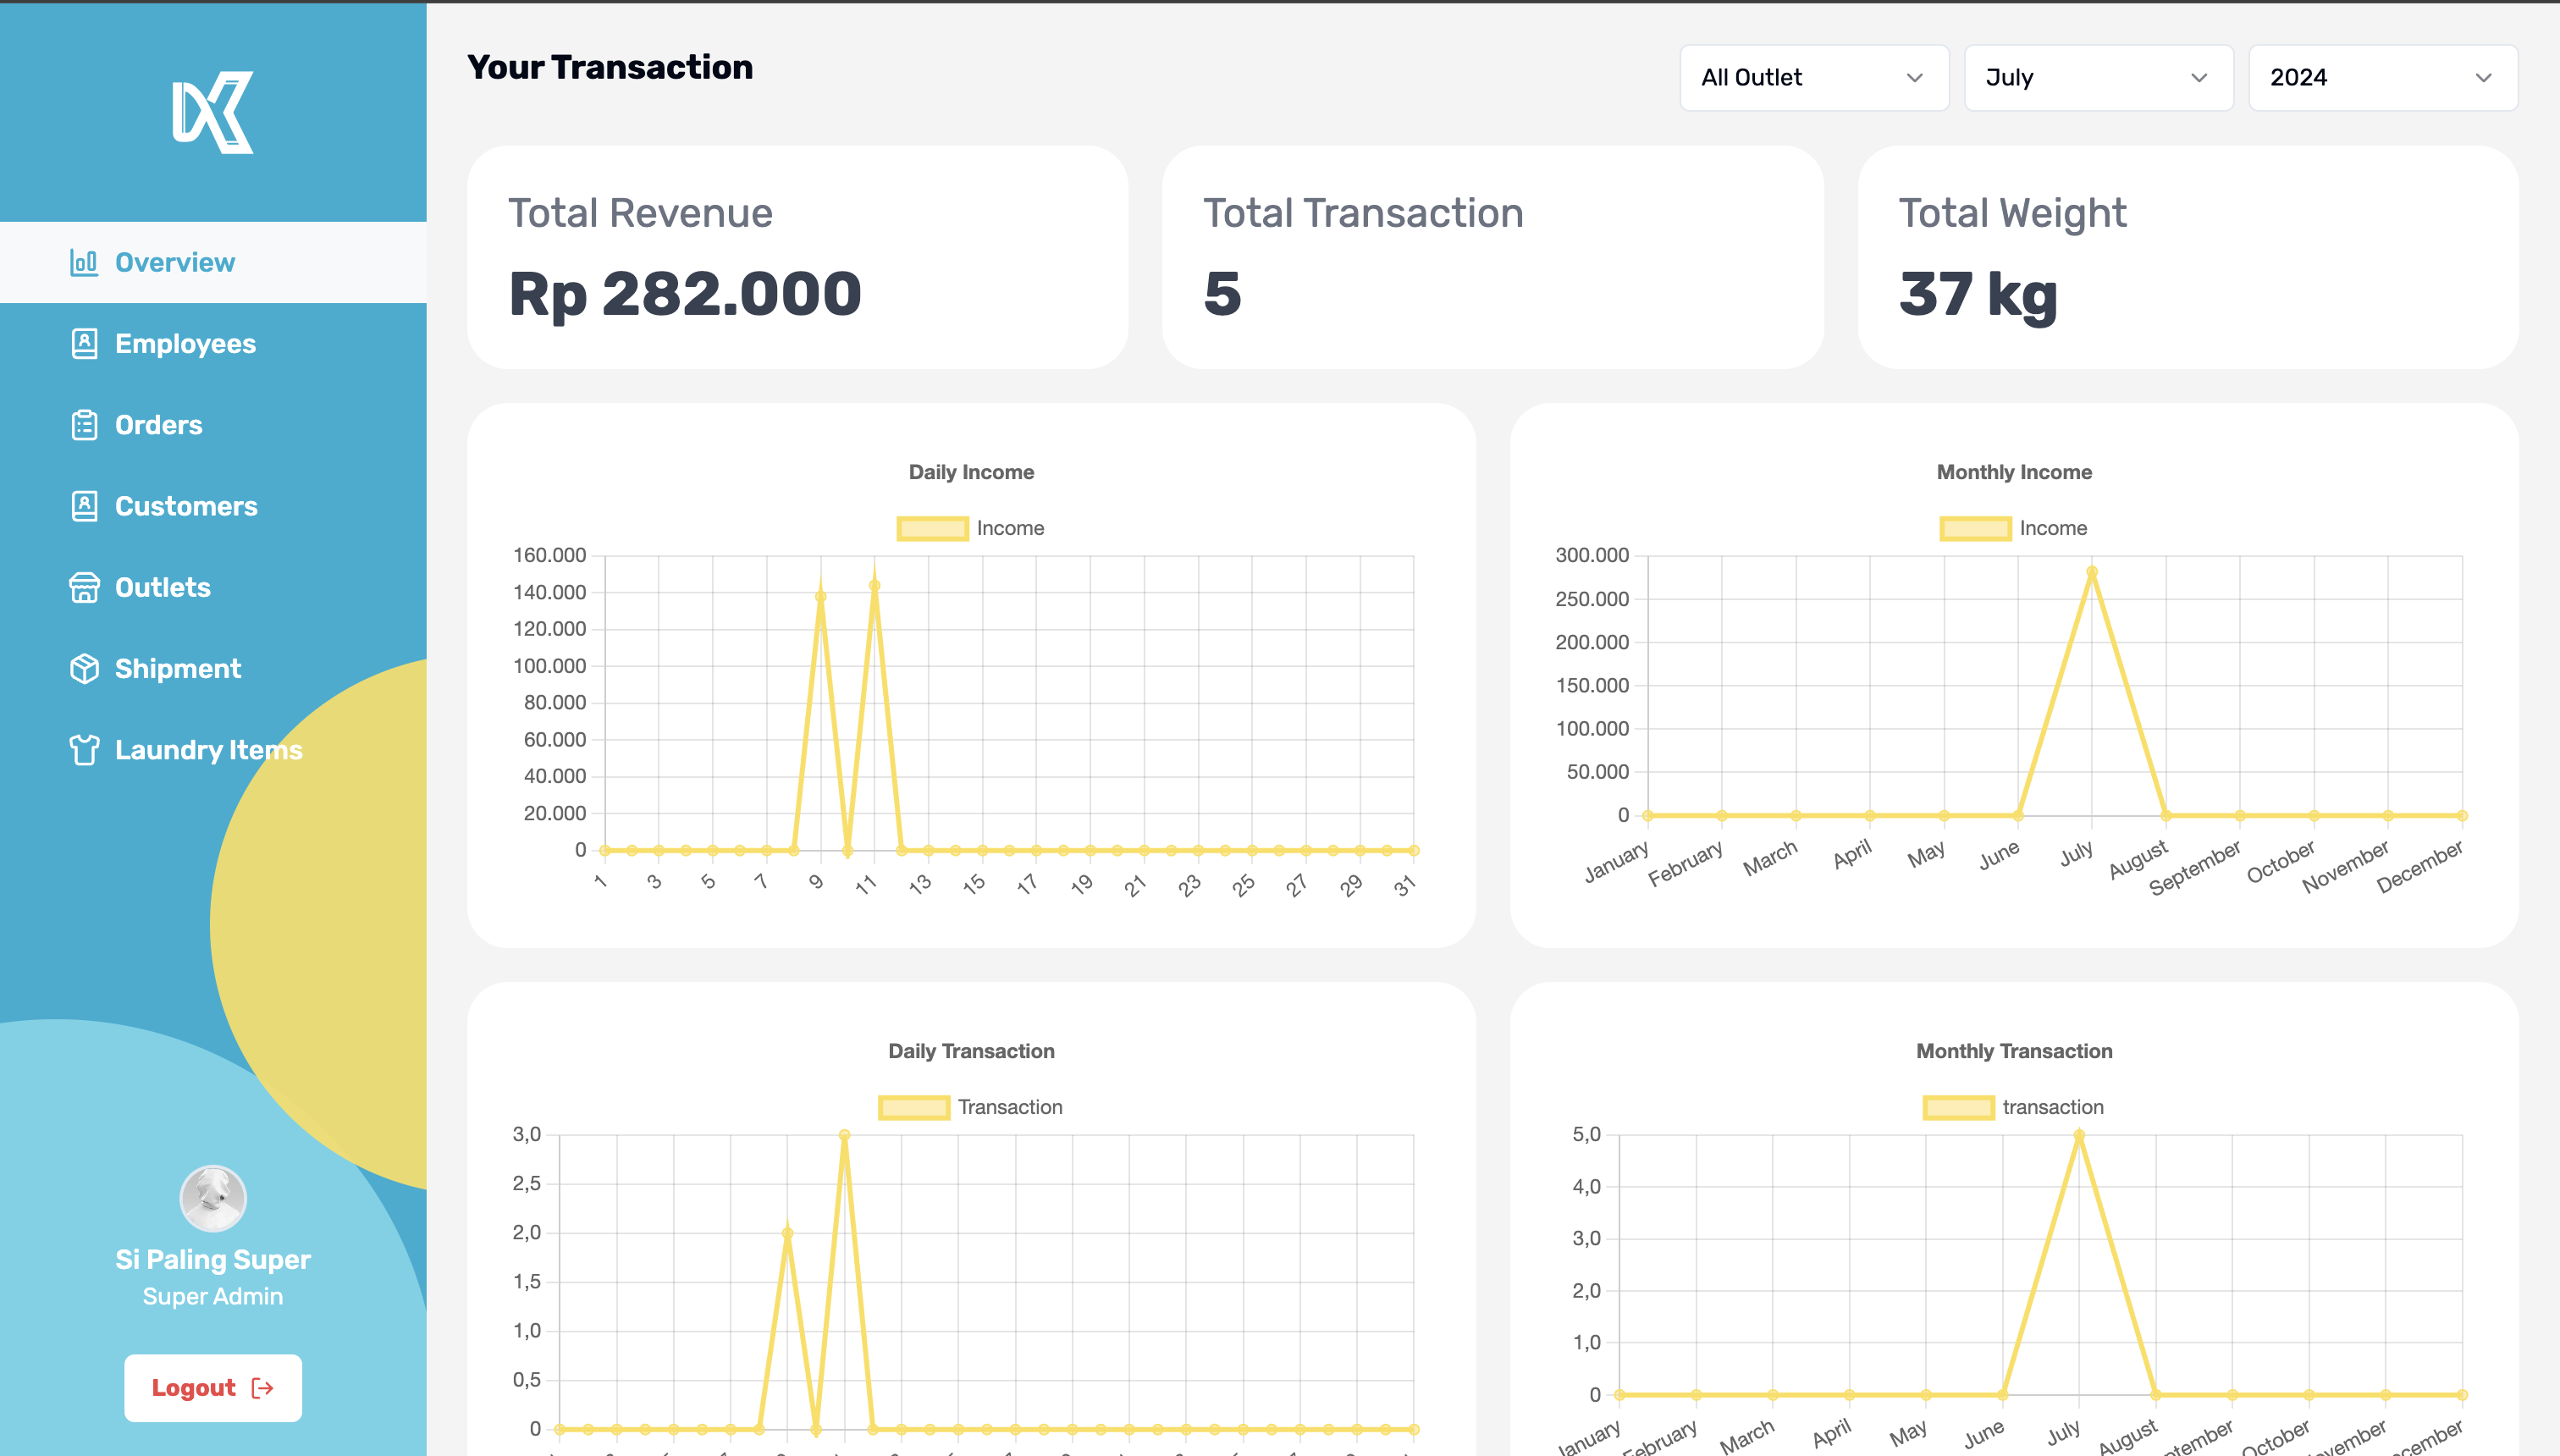 Your Transaction
All Outlet
July
2024
Overview
Employees
Orders
Customers
Outlets
Shipment
Laundry Items
Si Paling Super
Super Admin
Logout
Total Revenue
Rp 282.000
Total Transaction
5
Total Weight
37 kg
Daily Income
Income
160.000
140.000
120.000
100.000
80.000
60.000
40.000
20.000
0
1 3 5 7 9 11 13 15 17 19 21 23 25 27 29 31
Monthly Income
Income
300.000
250.000
200.000
150.000
100.000
50.000
0
January February March April May June July August September October November December
Daily Transaction
Transaction
3,0
2,5
2,0
1,5
1,0
0,5
0
Monthly Transaction
transaction
5,0
4,0
3,0
2,0
1,0
0
January February March April May June July August tember October ovember ecember